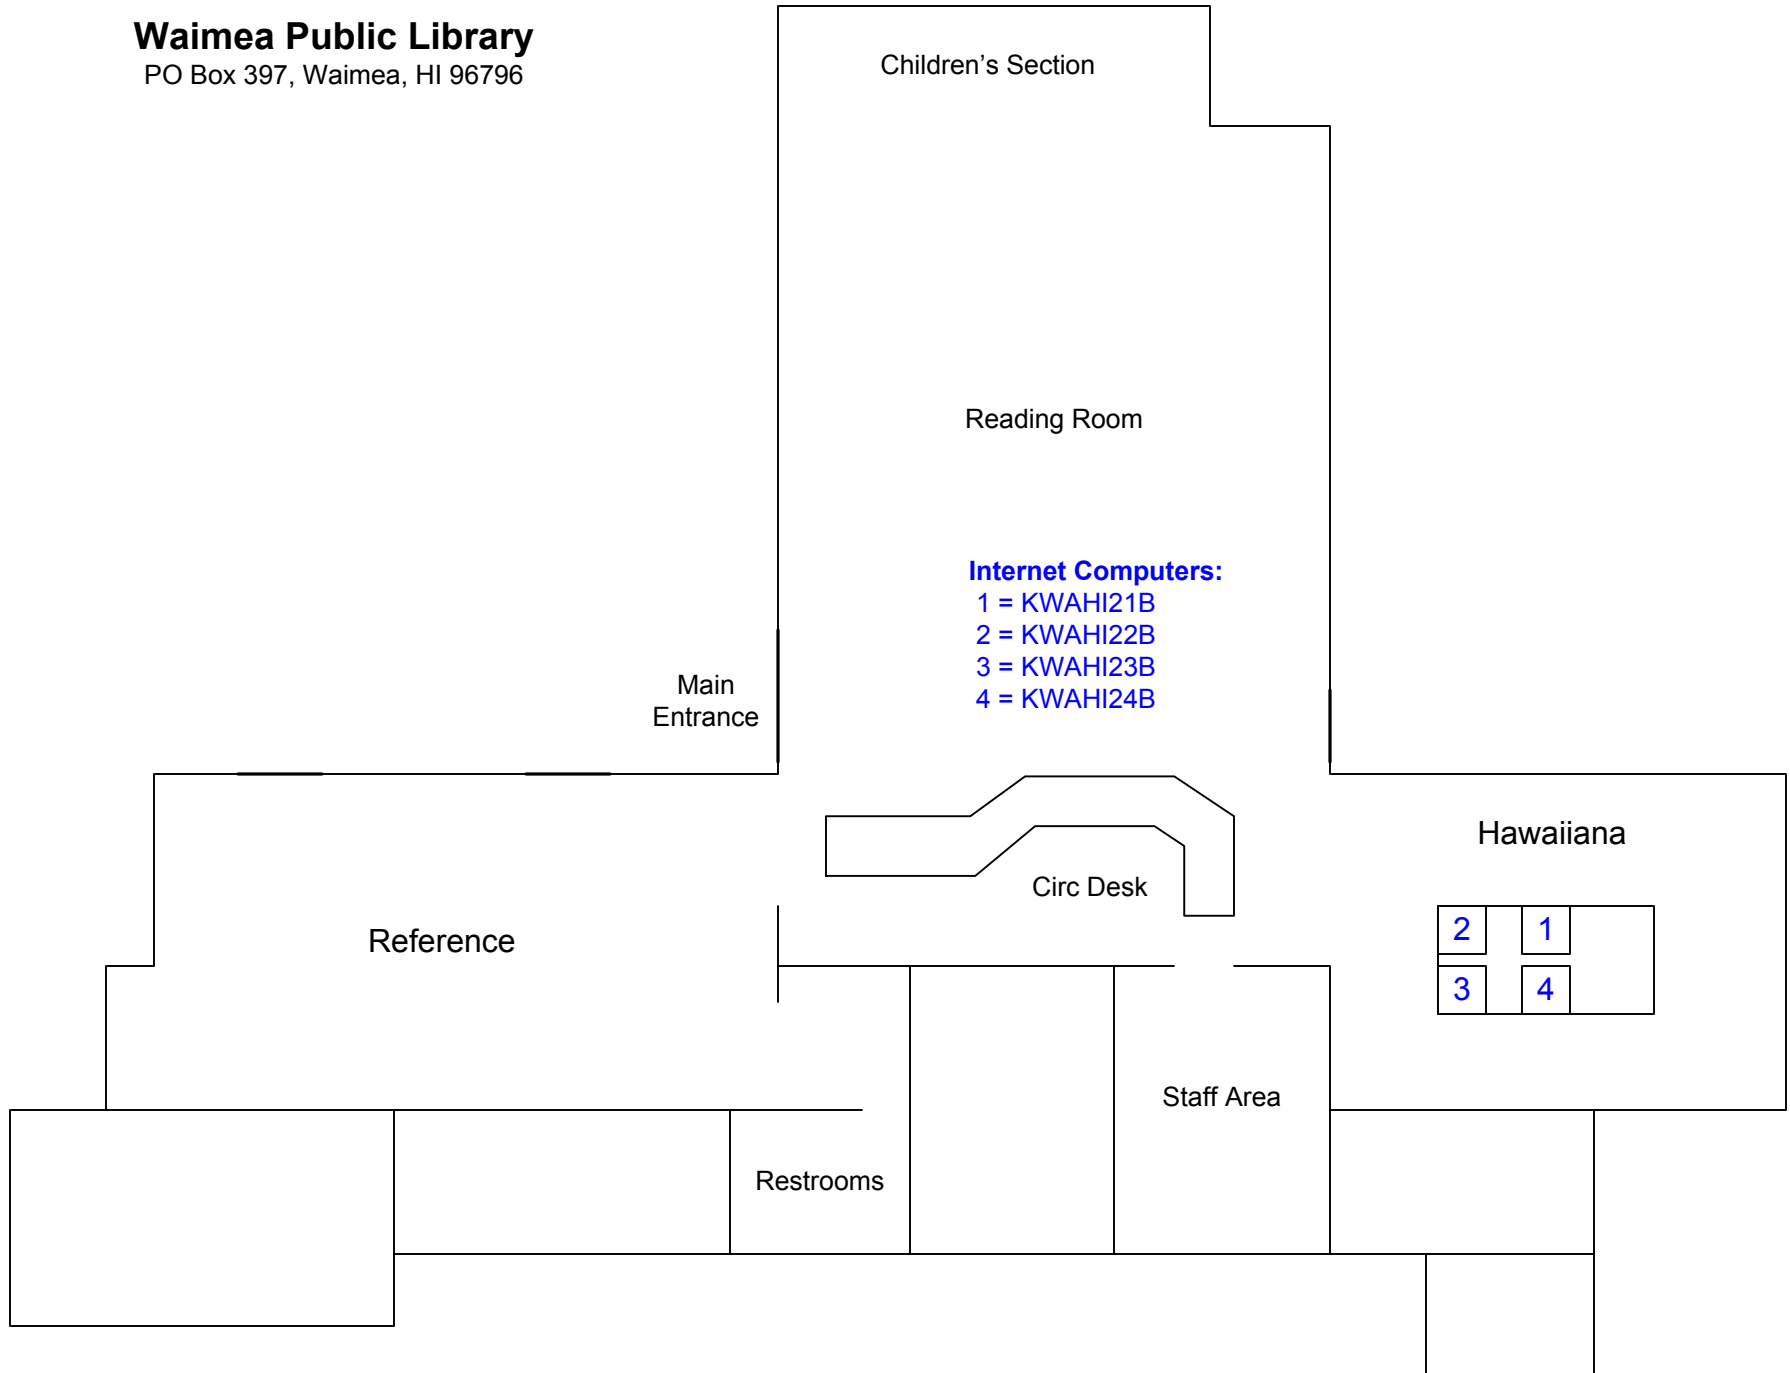 Waimea Public Library
PO Box 397, Waimea, HI 96796
Children's Section
Reading Room
Internet Computers:
1 = KWAHI21B
2 = KWAHI22B
3 = KWAHI23B
4 = KWAHI24B
Main
Entrance
Hawaiiana
Circ Desk
Reference
2 1
3 4
Staff Area
Restrooms